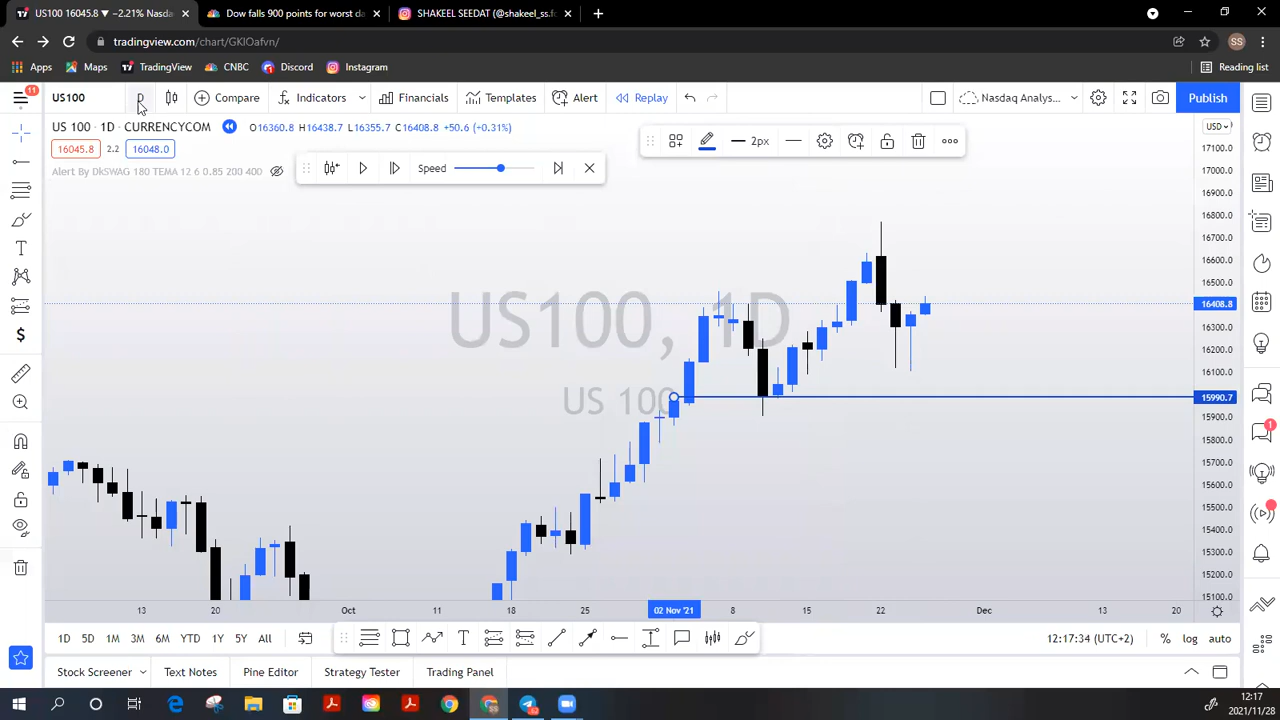 US100 16045.8 ▼ −2.21% Nasda
Dow falls 900 points for worst da
SHAKEEL SEEDAT (@shakeel_ss.fo
tradingview.com/chart/GKIOafvn/
SS
Apps
Maps
TradingView
CNBC
Discord
Instagram
Reading list
11
US100
D
Compare
Indicators
Financials
Templates
Alert
Replay
Nasdaq Analys...
Publish
US 100 · 1D · CURRENCYCOM
O16360.8 H16438.7 L16355.7 C16408.8 +50.6 (+0.31%)
2px
USD
16045.8
2.2
16048.0
Alert By DkSWAG 180 TEMA 12 6 0.85 200 400
Speed
US100, 1D
US 100
17100.0
17000.0
16900.0
16800.0
16700.0
16600.0
16500.0
16408.8
16300.0
16200.0
16100.0
15990.7
15900.0
15800.0
15700.0
15600.0
15500.0
15400.0
15300.0
15200.0
15100.0
1
13
20
Oct
11
18
25
02 Nov '21
8
15
22
Dec
13
20
1D
5D
1M
3M
6M
YTD
1Y
5Y
All
12:17:34 (UTC+2)
%
log
auto
Stock Screener
Text Notes
Pine Editor
Strategy Tester
Trading Panel
12:17
2021/11/28